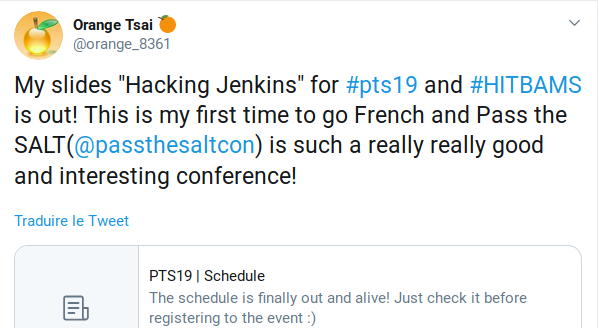 Orange Tsai 🍊
@orange_8361
My slides "Hacking Jenkins" for #pts19 and #HITBAMS
is out! This is my first time to go French and Pass the
SALT(@passthesaltcon) is such a really really good
and interesting conference!
Traduire le Tweet
PTS19 | Schedule
The schedule is finally out and alive! Just check it before
registering to the event :)